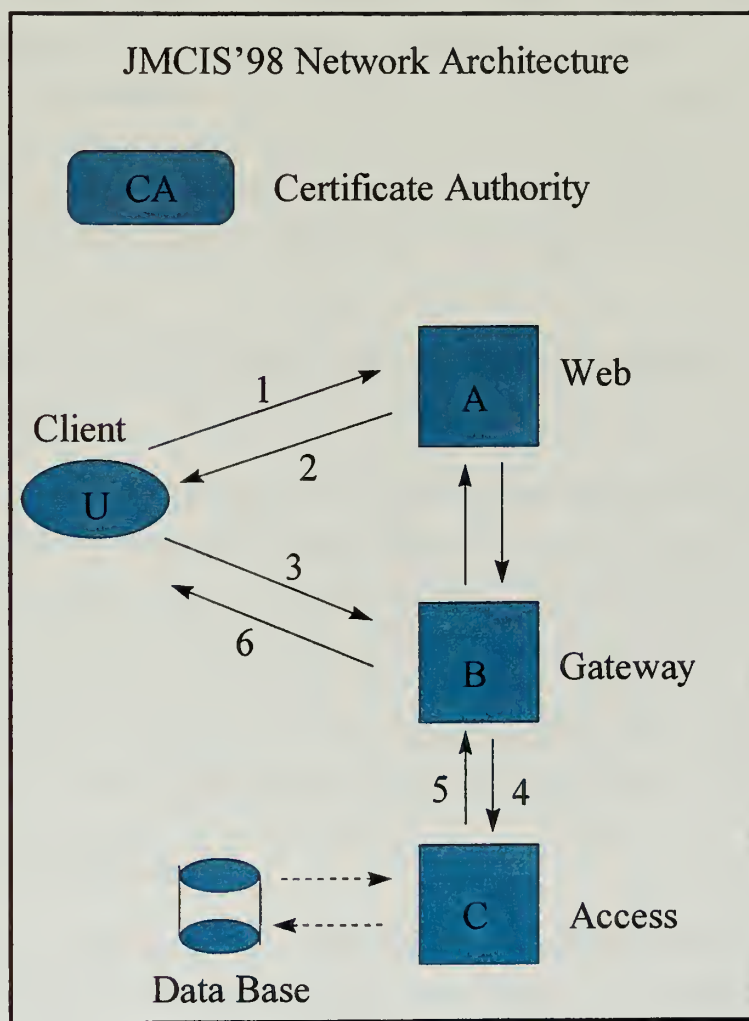 JMCIS'98 Network Architecture
CA Certificate Authority
A Web
1
Client
2
U
3
6
B Gateway
5 4
C Access
Data Base